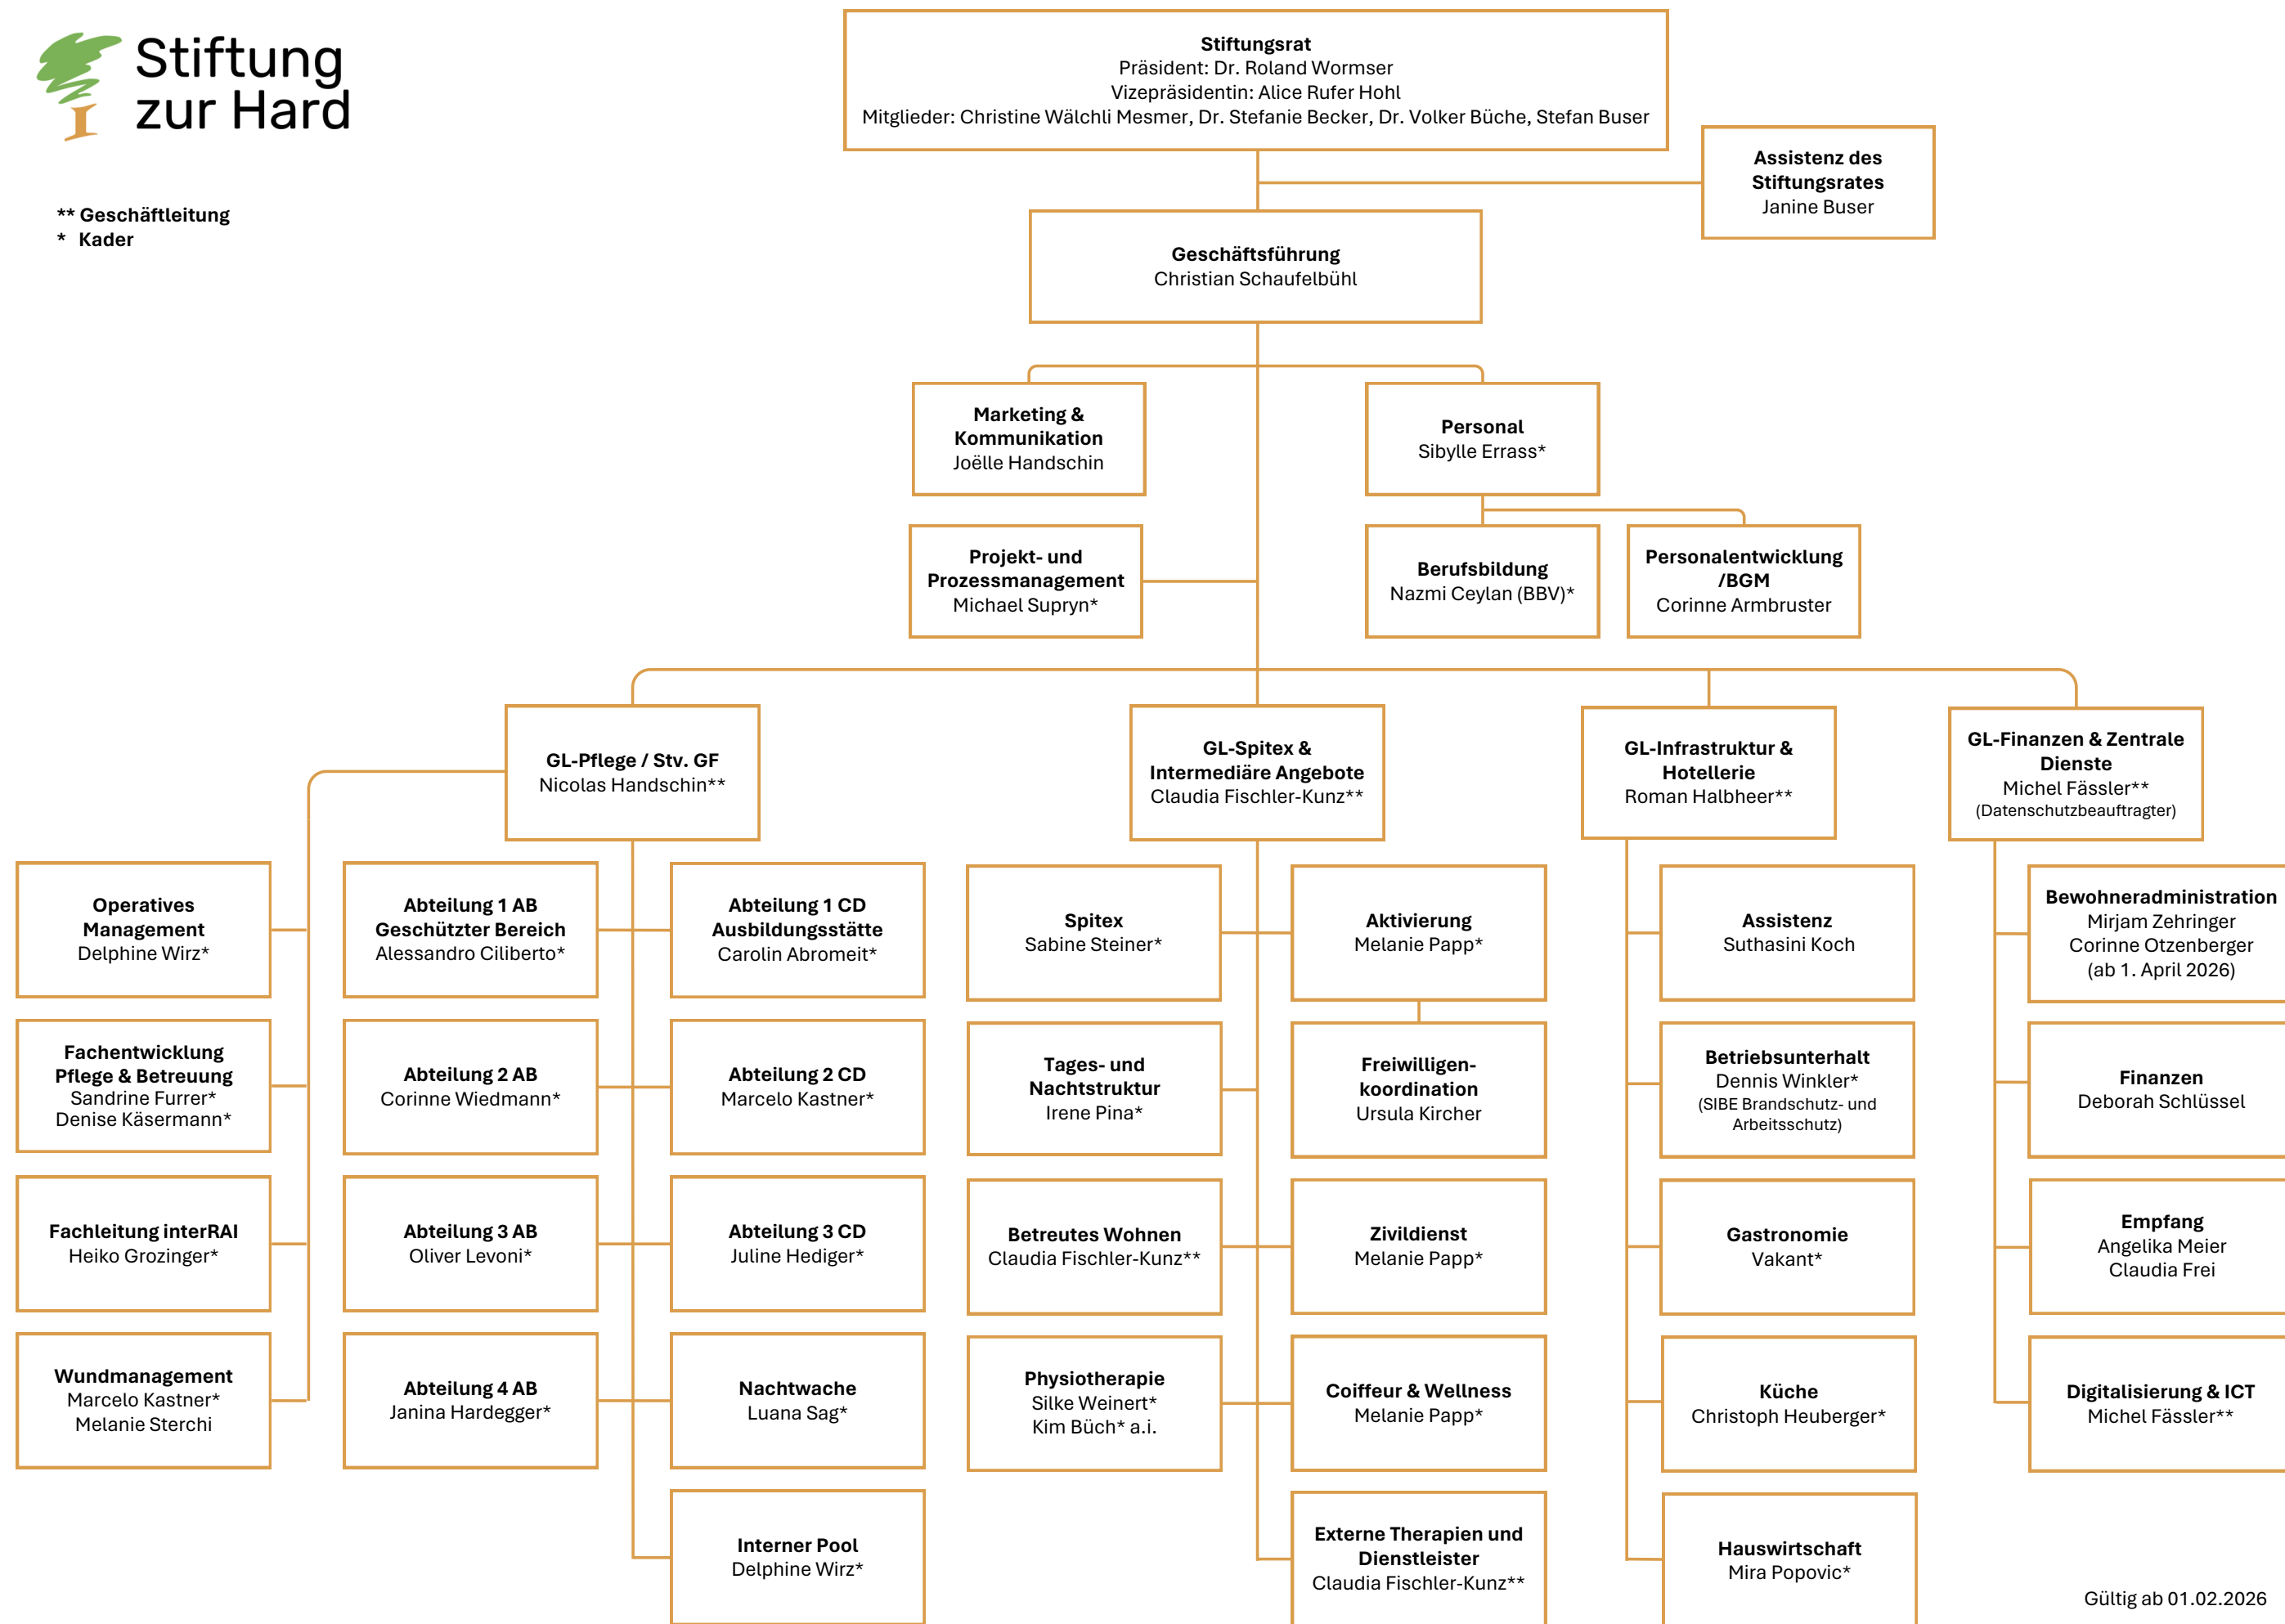 Stiftung
zur Hard
** Geschäftleitung
* Kader
Stiftungsrat
Präsident: Dr. Roland Wormser
Vizepräsidentin: Alice Rufer Hohl
Mitglieder: Christine Wälchli Mesmer, Dr. Stefanie Becker, Dr. Volker Büche, Stefan Buser
Assistenz des
Stiftungsrates
Janine Buser
Geschäftsführung
Christian Schaufelbühl
Marketing &
Kommunikation
Joëlle Handschin
Personal
Sibylle Errass*
Projekt- und
Prozessmanagement
Michael Supryn*
Berufsbildung
Nazmi Ceylan (BBV)*
Personalentwicklung
/BGM
Corinne Armbruster
GL-Pflege / Stv. GF
Nicolas Handschin**
GL-Spitex &
Intermediäre Angebote
Claudia Fischler-Kunz**
GL-Infrastruktur &
Hotellerie
Roman Halbheer**
GL-Finanzen & Zentrale
Dienste
Michel Fässler**
(Datenschutzbeauftragter)
Operatives
Management
Delphine Wirz*
Abteilung 1 AB
Geschützter Bereich
Alessandro Ciliberto*
Abteilung 1 CD
Ausbildungsstätte
Carolin Abromeit*
Spitex
Sabine Steiner*
Aktivierung
Melanie Papp*
Assistenz
Suthasini Koch
Bewohneradministration
Mirjam Zehringer
Corinne Otzenberger
(ab 1. April 2026)
Fachentwicklung
Pflege & Betreuung
Sandrine Furrer*
Denise Käsermann*
Abteilung 2 AB
Corinne Wiedmann*
Abteilung 2 CD
Marcelo Kastner*
Tages- und
Nachtstruktur
Irene Pina*
Freiwilligen-
koordination
Ursula Kircher
Betriebsunterhalt
Dennis Winkler*
(SIBE Brandschutz- und
Arbeitsschutz)
Finanzen
Deborah Schlüssel
Fachleitung interRAI
Heiko Grozinger*
Abteilung 3 AB
Oliver Levoni*
Abteilung 3 CD
Juline Hediger*
Betreutes Wohnen
Claudia Fischler-Kunz**
Zivildienst
Melanie Papp*
Gastronomie
Vakant*
Empfang
Angelika Meier
Claudia Frei
Wundmanagement
Marcelo Kastner*
Melanie Sterchi
Abteilung 4 AB
Janina Hardegger*
Nachtwache
Luana Sag*
Physiotherapie
Silke Weinert*
Kim Büch* a.i.
Coiffeur & Wellness
Melanie Papp*
Küche
Christoph Heuberger*
Digitalisierung & ICT
Michel Fässler**
Interner Pool
Delphine Wirz*
Externe Therapien und
Dienstleister
Claudia Fischler-Kunz**
Hauswirtschaft
Mira Popovic*
Gültig ab 01.02.2026